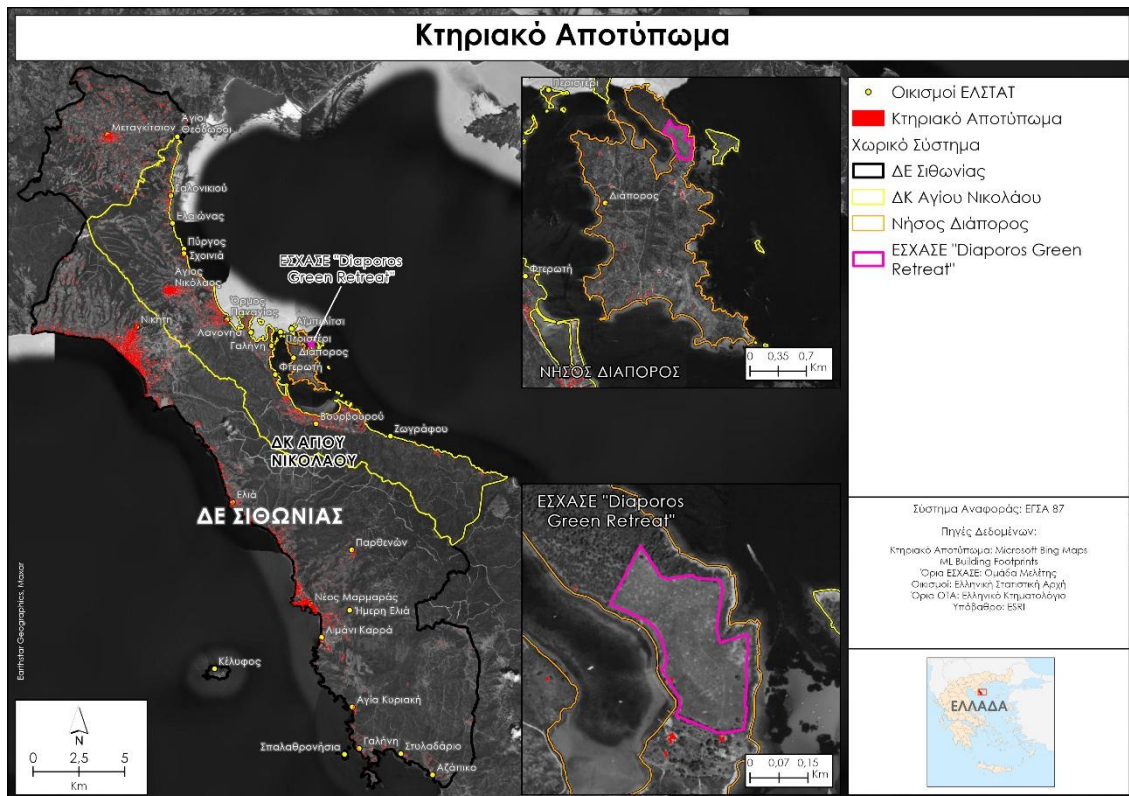 Κτηριακό Αποτύπωμα
Μεταγκίτσιον
Άγιοι
Θεόδωροι
Σαλονικιού
Ελαιώνας
Πύργος
Σχοινιά
ΕΣΧΑΣΕ "Diaporos
Green Retreat"
Άγιος
Νικόλαος
Όρμος
Παναγιάς
Αϊμπελίτσι
Νικήτη
Λαγονήσι
Περιστέρι
Γαλήνη
Διάπορος
Φτερωτή
Βουρβουρού
Ζωγράφου
ΔΚ ΑΓΙΟΥ
ΝΙΚΟΛΑΟΥ
Ελιά
ΔΕ ΣΙΘΩΝΙΑΣ
Παρθενών
Νέος Μαρμαράς
Ήμερη Ελιά
Λιμάνι Καρρά
Κέλυφος
Αγία Κυριακή
Σπαλαθρονήσια
Γαλήνη
Στυλαδάριο
Αζάπικο
Earthstar Geographics, Maxar
N
0 2,5 5
Km
Περιστέρι
Διάπορος
Φτερωτή
ΝΗΣΟΣ ΔΙΑΠΟΡΟΣ
0 0,35 0,7
Km
ΕΣΧΑΣΕ "Diaporos
Green Retreat"
0 0,07 0,15
Km
Οικισμοί ΕΛΣΤΑΤ
Κτηριακό Αποτύπωμα
Χωρικό Σύστημα
ΔΕ Σιθωνίας
ΔΚ Αγίου Νικολάου
Νήσος Διάπορος
ΕΣΧΑΣΕ "Diaporos Green
Retreat"
Σύστημα Αναφοράς: ΕΓΣΑ 87
Πηγές Δεδομένων:
Κτηριακό Αποτύπωμα: Microsoft Bing Maps
ML Building Footprints
Όρια ΕΣΧΑΣΕ: Ομάδα Μελέτης
Οικισμοί: Ελληνική Στατιστική Αρχή
Όρια ΟΤΑ: Ελληνικό Κτηματολόγιο
Υπόβαθρο: ESRI
ΕΛΛΑΔΑ